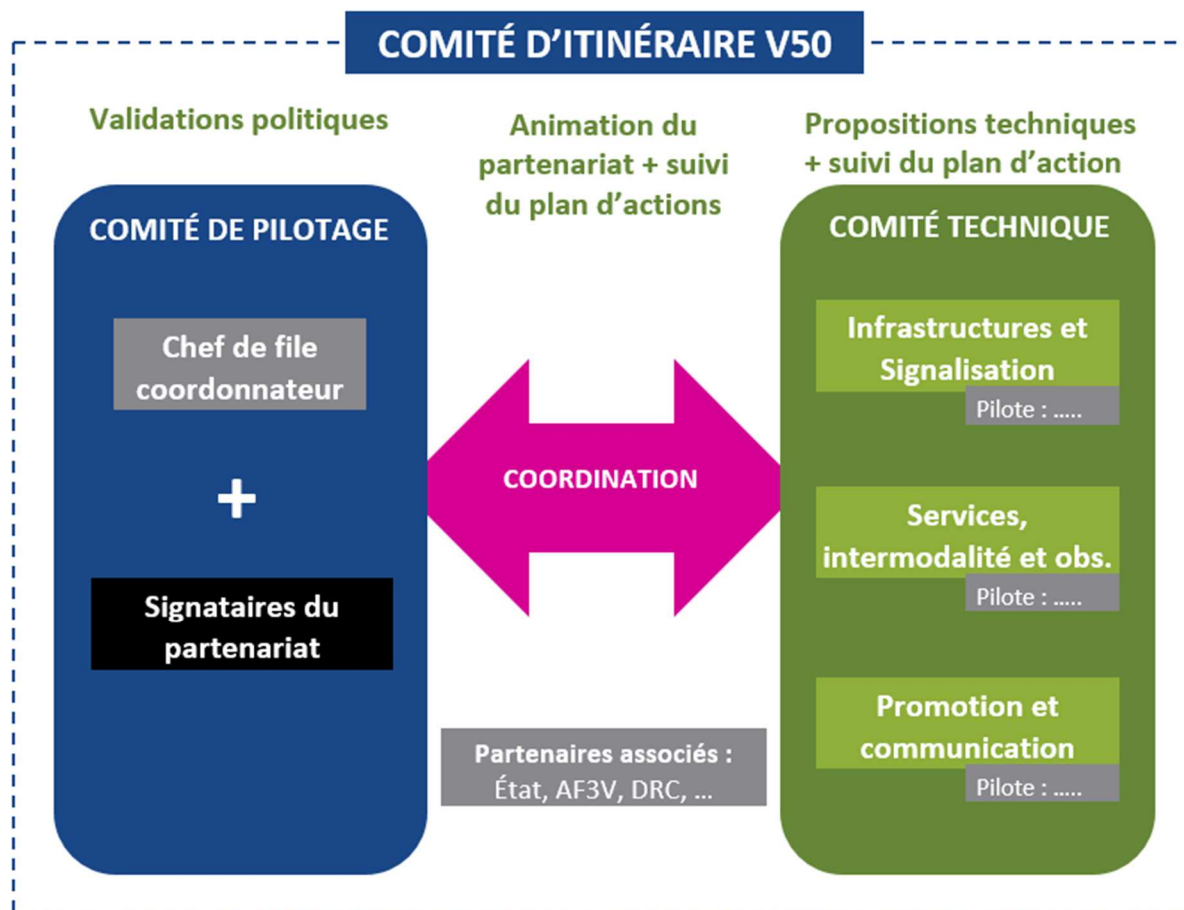 COMITÉ D'ITINÉRAIRE V50
Validations politiques
COMITÉ DE PILOTAGE
Chef de file
coordonnateur
+
Signataires du
partenariat
Animation du
partenariat + suivi
du plan d'actions
COORDINATION
Partenaires associés :
État, AF3V, DRC, ...
Propositions techniques
+ suivi du plan d'action
COMITÉ TECHNIQUE
Infrastructures et
Signalisation
Pilote : .....
Services,
intermodalité et obs.
Pilote : .....
Promotion et
communication
Pilote : .....